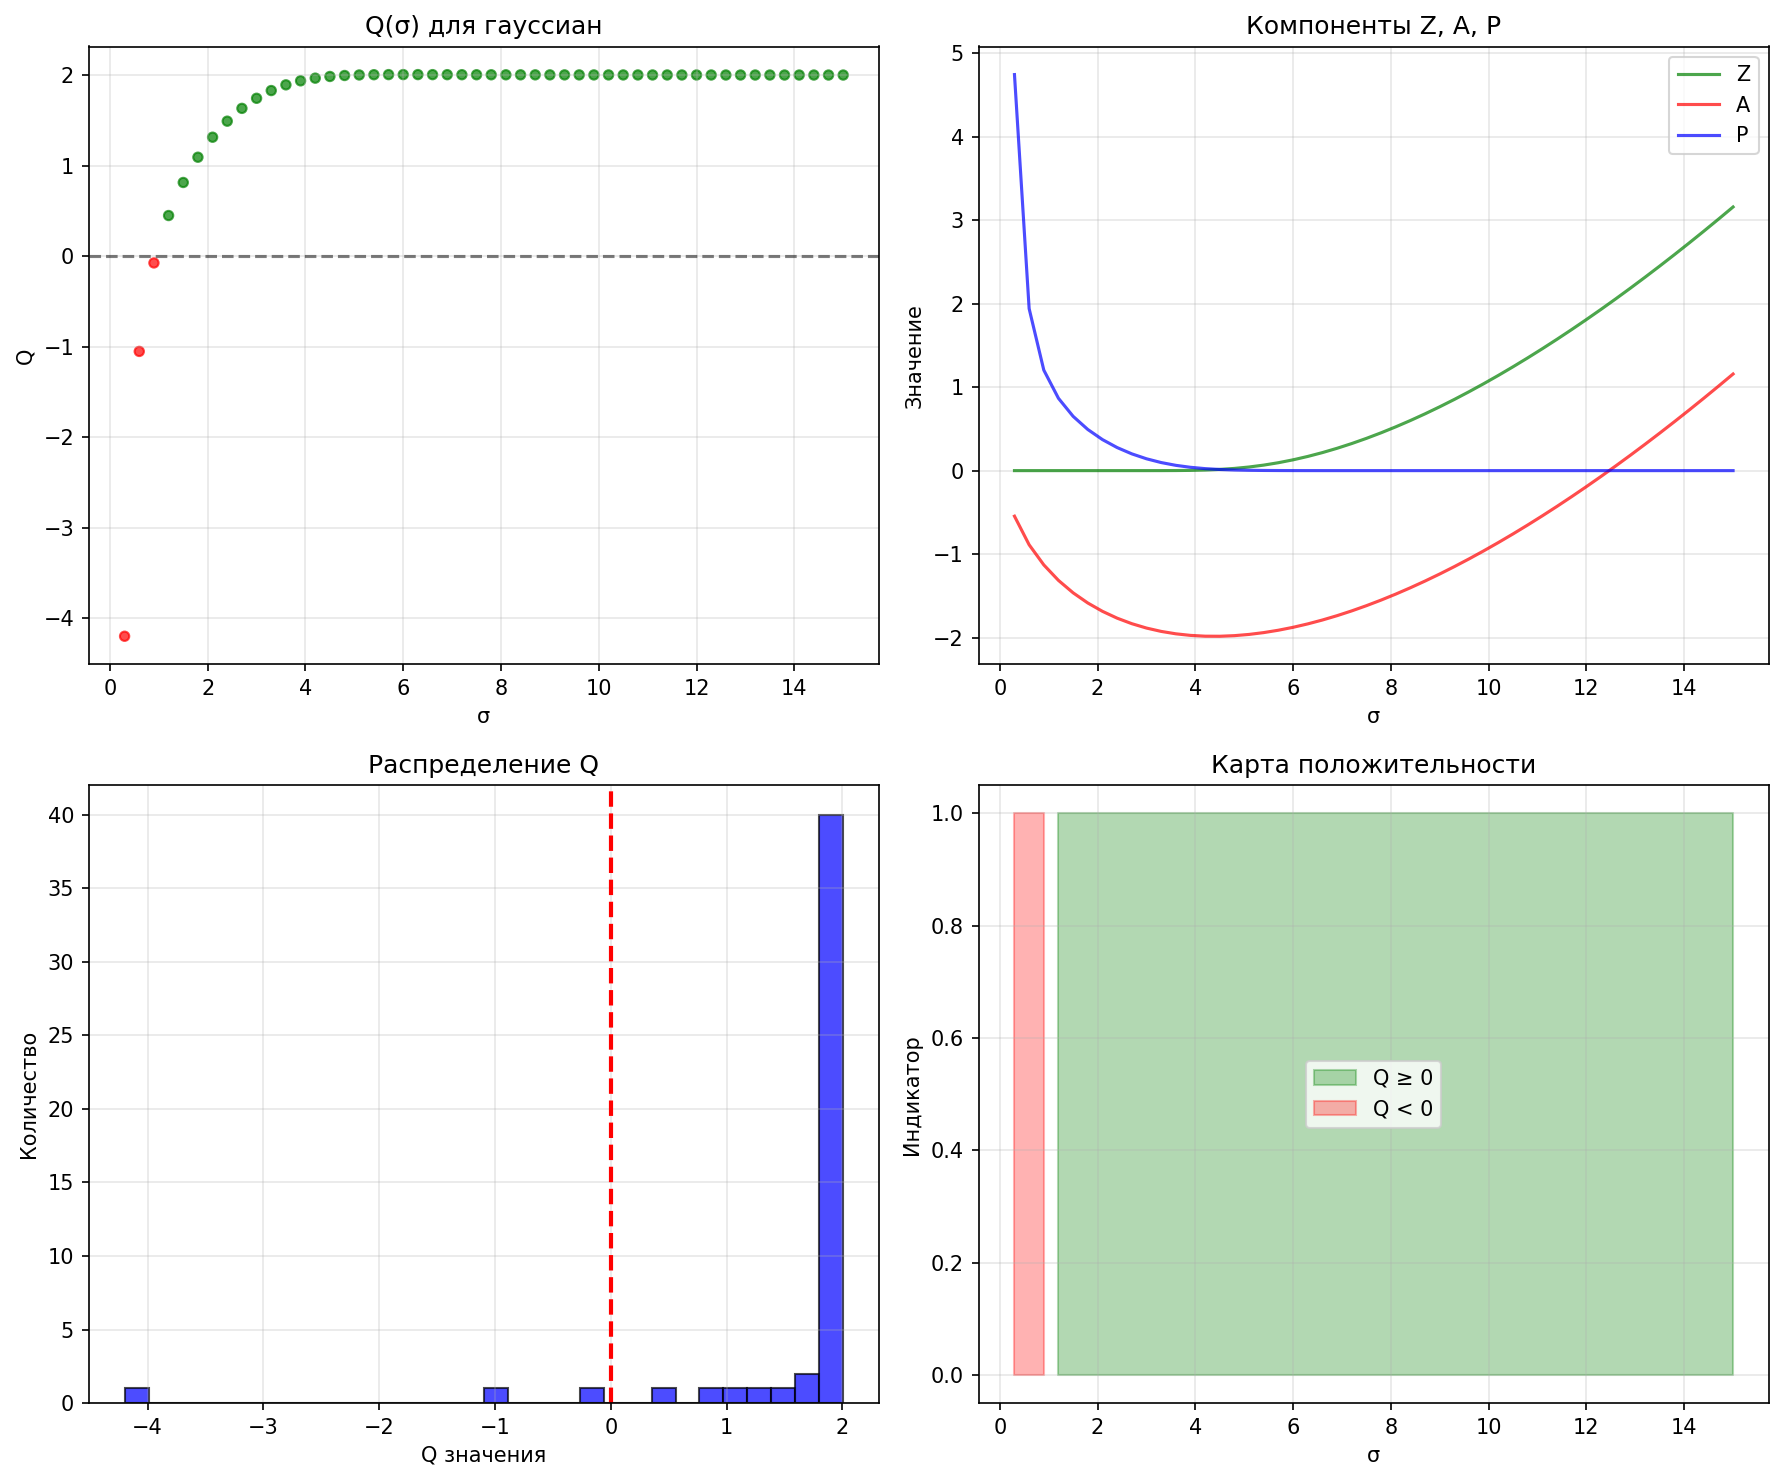 Q(σ) для гауссиан
2
1
0
−1
−2
−3
−4
Q
0 2 4 6 8 10 12 14
σ
Компоненты Z, A, P
5
4
3
2
1
0
−1
−2
Значение
Z
A
P
0 2 4 6 8 10 12 14
σ
Распределение Q
40
35
30
25
20
15
10
5
0
Количество
−4 −3 −2 −1 0 1 2
Q значения
Карта положительности
1.0
0.8
0.6
0.4
0.2
0.0
Индикатор
Q ≥ 0
Q < 0
0 2 4 6 8 10 12 14
σ